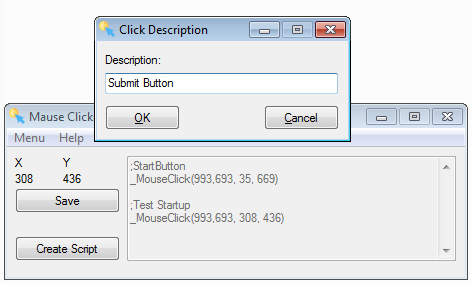 Click Description
Description:
Submit Button
OK
Cancel
Mause Click
Menu Help
X Y
308 436
Save
Create Script
;StartButton
_MouseClick(993,693, 35, 669)
;Test Startup
_MouseClick(993,693, 308, 436)